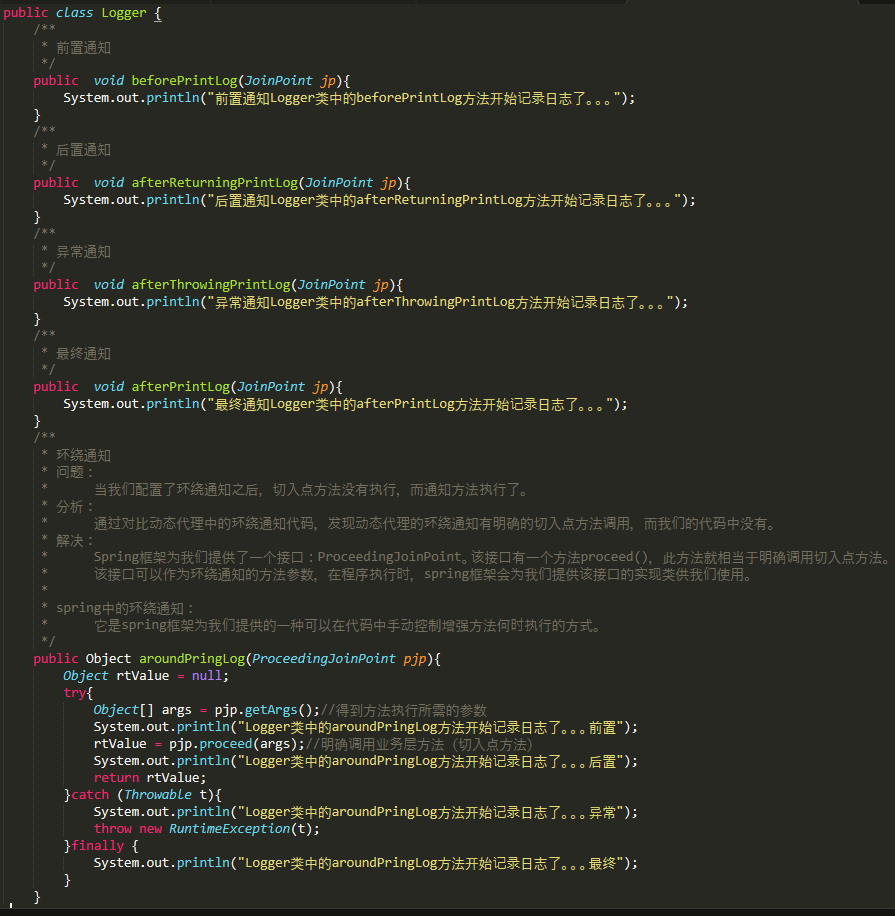 public class Logger {
/**
* 前置通知
*/
public  void beforePrintLog(JoinPoint jp){
System.out.println("前置通知Logger类中的beforePrintLog方法开始记录日志了。。。");
}
/**
* 后置通知
*/
public  void afterReturningPrintLog(JoinPoint jp){
System.out.println("后置通知Logger类中的afterReturningPrintLog方法开始记录日志了。。。");
}
/**
* 异常通知
*/
public  void afterThrowingPrintLog(JoinPoint jp){
System.out.println("异常通知Logger类中的afterThrowingPrintLog方法开始记录日志了。。。");
}
/**
* 最终通知
*/
public  void afterPrintLog(JoinPoint jp){
System.out.println("最终通知Logger类中的afterPrintLog方法开始记录日志了。。。");
}
/**
* 环绕通知
* 问题：
*      当我们配置了环绕通知之后，切入点方法没有执行，而通知方法执行了。
* 分析：
*      通过对比动态代理中的环绕通知代码，发现动态代理的环绕通知有明确的切入点方法调用，而我们的代码中没有。
* 解决：
*      Spring框架为我们提供了一个接口：ProceedingJoinPoint。该接口有一个方法proceed()，此方法就相当于明确调用切入点方法。
*      该接口可以作为环绕通知的方法参数，在程序执行时，spring框架会为我们提供该接口的实现类供我们使用。
*
* spring中的环绕通知：
*      它是spring框架为我们提供的一种可以在代码中手动控制增强方法何时执行的方式。
*/
public Object aroundPringLog(ProceedingJoinPoint pjp){
Object rtValue = null;
try{
Object[] args = pjp.getArgs();//得到方法执行所需的参数
System.out.println("Logger类中的aroundPringLog方法开始记录日志了。。。前置");
rtValue = pjp.proceed(args);//明确调用业务层方法（切入点方法）
System.out.println("Logger类中的aroundPringLog方法开始记录日志了。。。后置");
return rtValue;
}catch (Throwable t){
System.out.println("Logger类中的aroundPringLog方法开始记录日志了。。。异常");
throw new RuntimeException(t);
}finally {
System.out.println("Logger类中的aroundPringLog方法开始记录日志了。。。最终");
}
}